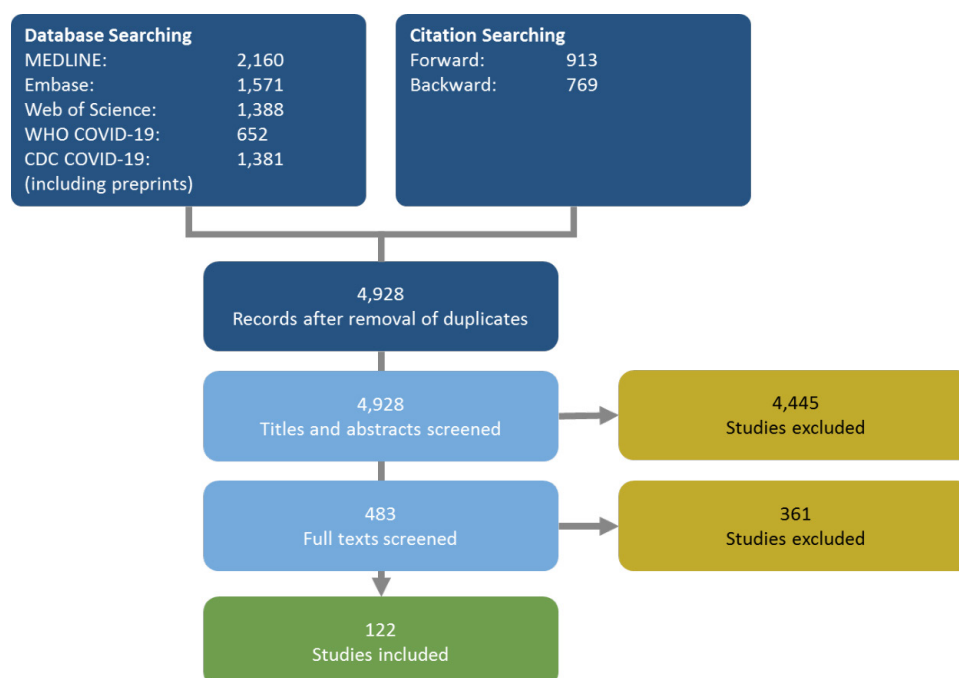 Database Searching
MEDLINE: 2,160
Embase: 1,571
Web of Science: 1,388
WHO COVID-19: 652
CDC COVID-19: 1,381
(including preprints)
Citation Searching
Forward: 913
Backward: 769
4,928
Records after removal of duplicates
4,928
Titles and abstracts screened
4,445
Studies excluded
483
Full texts screened
361
Studies excluded
122
Studies included